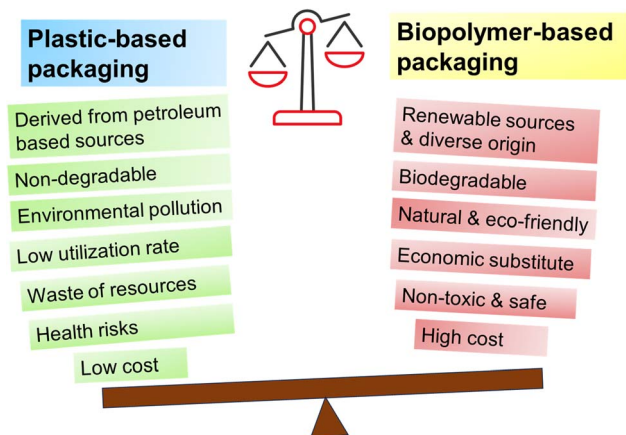 Plastic-based
packaging
Derived from petroleum
based sources
Non-degradable
Environmental pollution
Low utilization rate
Waste of resources
Health risks
Low cost
Biopolymer-based
packaging
Renewable sources
& diverse origin
Biodegradable
Natural & eco-friendly
Economic substitute
Non-toxic & safe
High cost